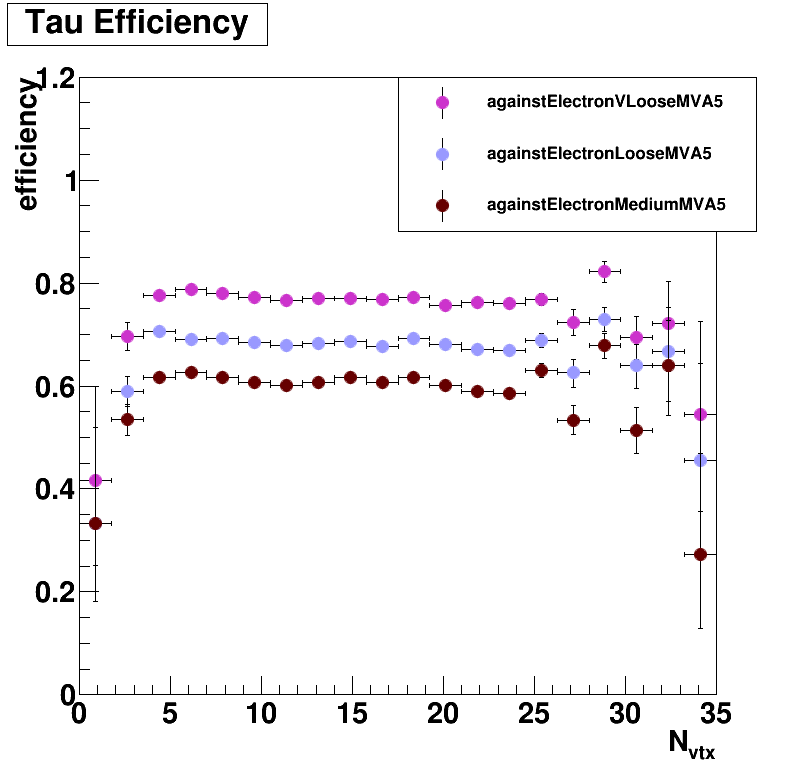 Tau Efficiency
efficiency
1.2
1
0.8
0.6
0.4
0.2
0
againstElectronVLooseMVA5
againstElectronLooseMVA5
againstElectronMediumMVA5
0 5 10 15 20 25 30 35
N_vtx